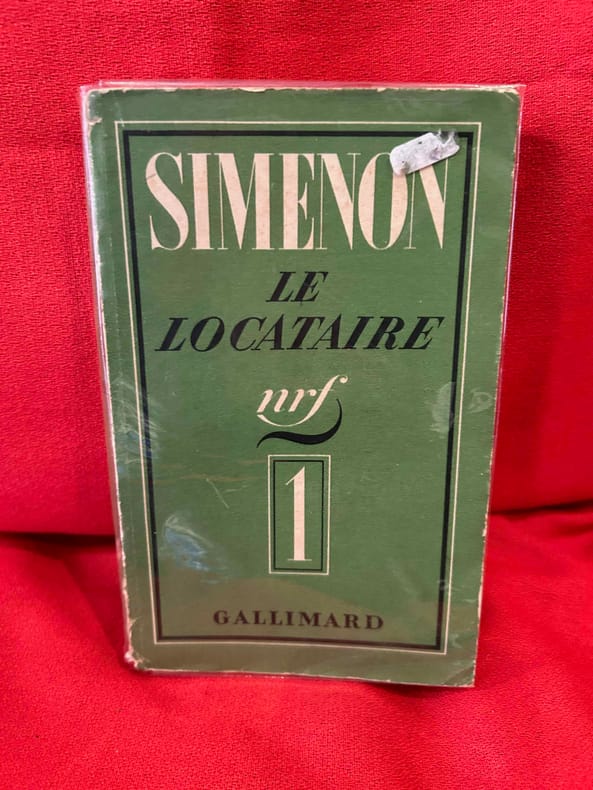 SIMENON
LE
LOCATAIRE
nrf
1
GALLIMARD